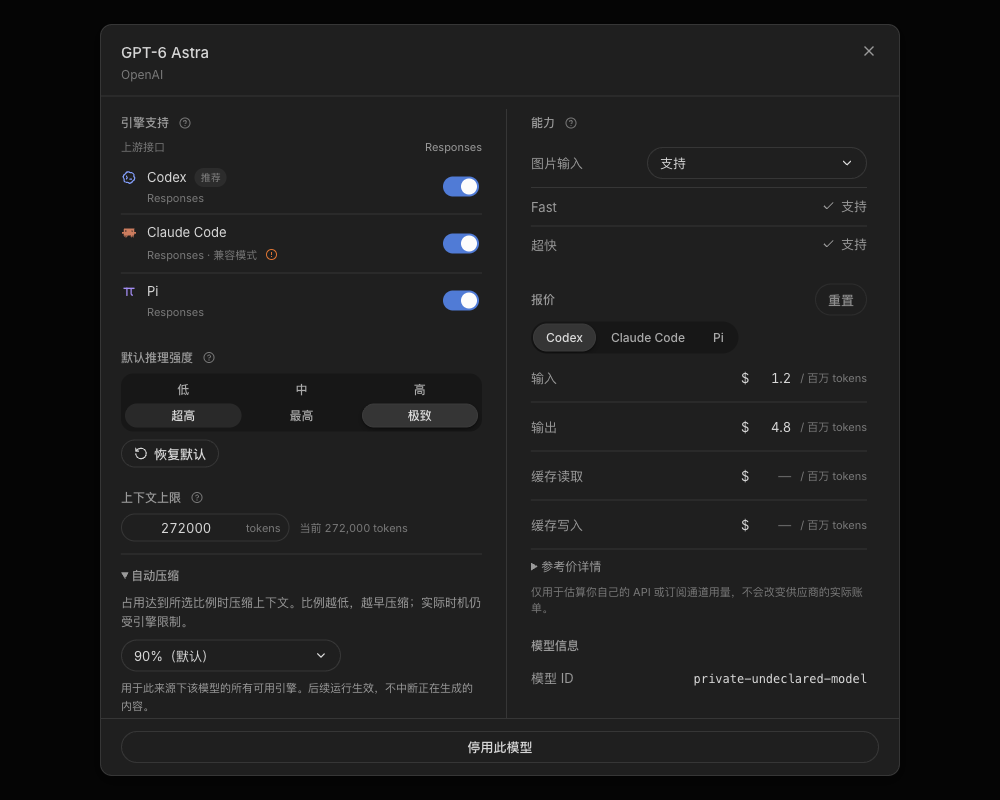 GPT-6 Astra
OpenAI
引擎支持
上游接口 Responses
Codex 推荐
Responses
Claude Code
Responses · 兼容模式
Pi
Responses
默认推理强度
低 中 高
超高 最高 极致
恢复默认
上下文上限
272000 tokens 当前 272,000 tokens
▼自动压缩
占用达到所选比例时压缩上下文。比例越低，越早压缩；实际时机仍
受引擎限制。
90%（默认）
用于此来源下该模型的所有可用引擎。后续运行生效，不中断正在生成的
内容。
能力
图片输入 支持
Fast ✓ 支持
超快 ✓ 支持
报价 重置
Codex Claude Code Pi
输入 $ 1.2 / 百万 tokens
输出 $ 4.8 / 百万 tokens
缓存读取 $ — / 百万 tokens
缓存写入 $ — / 百万 tokens
▶参考价详情
仅用于估算你自己的 API 或订阅通道用量，不会改变供应商的实际账
单。
模型信息
模型 ID private-undeclared-model
停用此模型